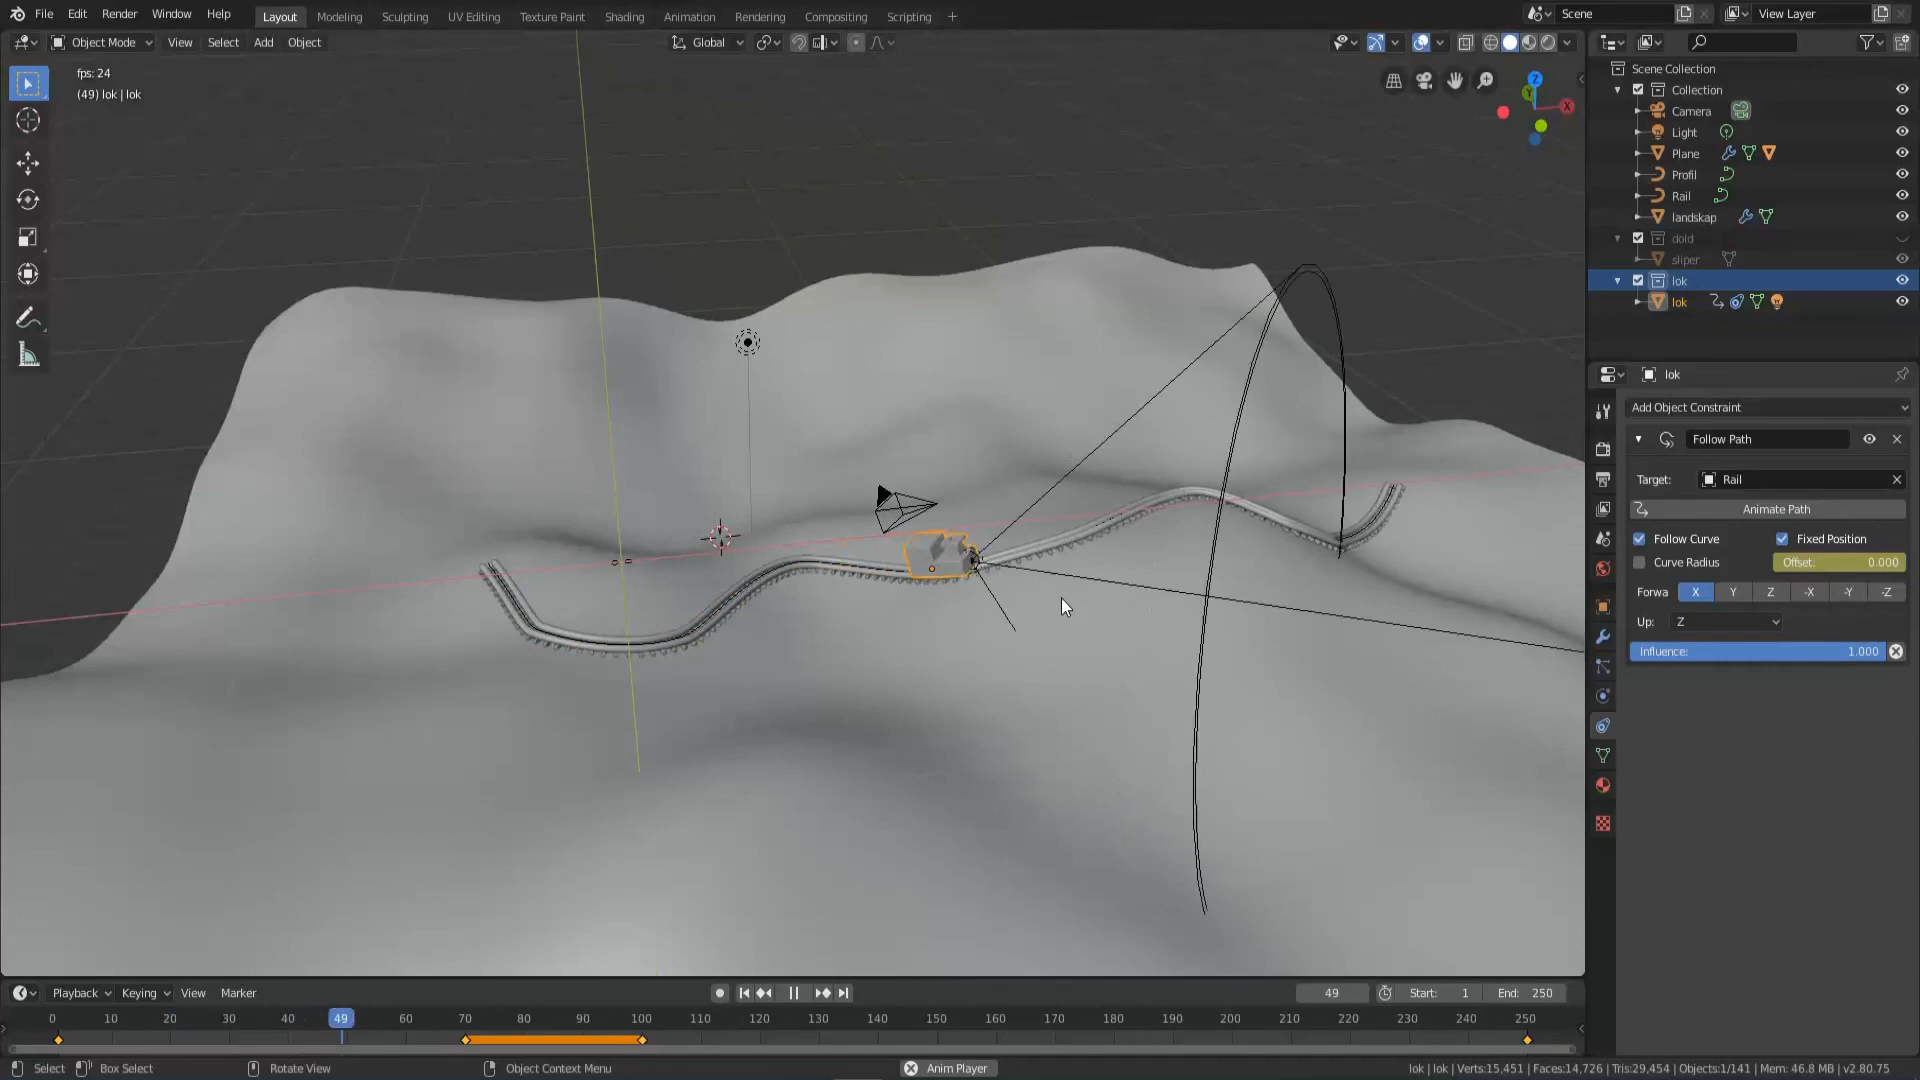 File Edit Render Window Help Layout Modeling Sculpting UV Editing Texture Paint Shading Animation Rendering Compositing Scripting + Scene View Layer
Object Mode View Select Add Object Global
fps: 24
(49) lok | lok
Z
Y
X
Scene Collection
Collection
Camera
Light
Plane
Profil
Rail
landskap
dold
sliper
lok
lok
lok
Add Object Constraint
Follow Path
Target: Rail
Animate Path
Follow Curve Fixed Position
Curve Radius Offset: 0.000
Forwa X Y Z -X -Y -Z
Up: Z
Influence: 1.000
Playback Keying View Marker 49 Start: 1 End: 250
0 10 20 30 40 49 60 70 80 90 100 110 120 130 140 150 160 170 180 190 200 210 220 230 240 250
Select Box Select Rotate View Object Context Menu Anim Player lok | lok | Verts:15,451 | Faces:14,726 | Tris:29,454 | Objects:1/141 | Mem: 46.8 MB | v2.80.75